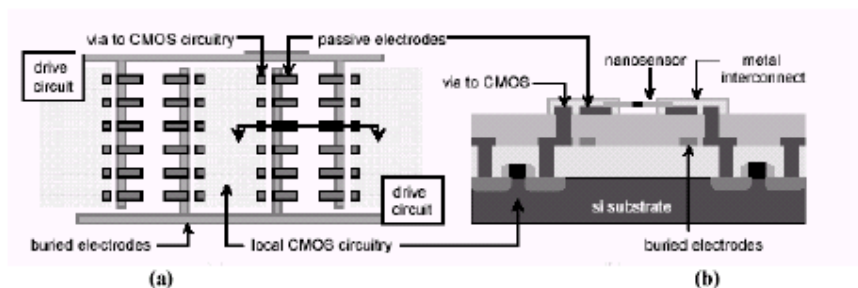 via to CMOS circuitry
passive electrodes
drive
circuit
drive
circuit
buried electrodes
local CMOS circuitry
(a)
nanosensor
metal
interconnect
via to CMOS
si substrate
buried electrodes
(b)